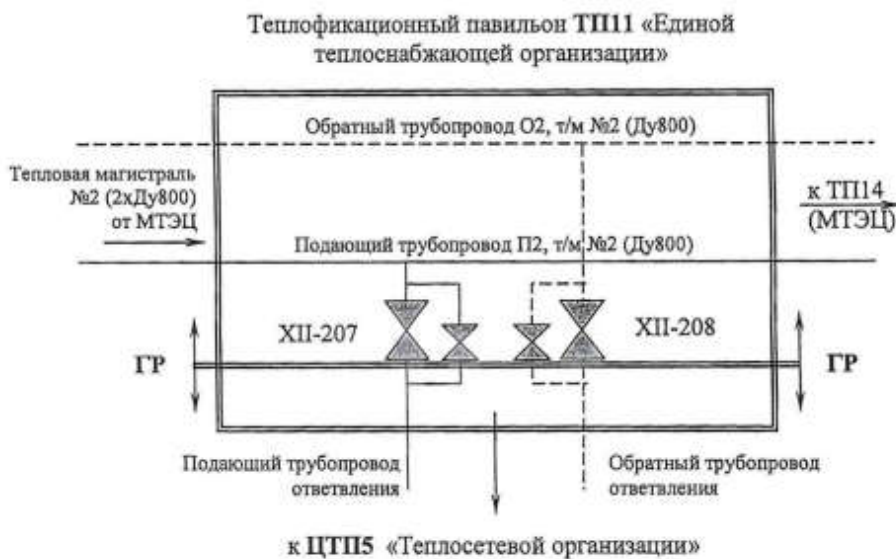 Теплофикационный павильон ТП11 «Единой
теплоснабжающей организации»
Обратный трубопровод О2, т/м №2 (Ду800)
Тепловая магистраль
№2 (2хДу800)
от МТЭЦ
к ТП14
(МТЭЦ)
Подающий трубопровод П2, т/м №2 (Ду800)
XII-207
XII-208
ГР
ГР
Подающий трубопровод
ответвления
Обратный трубопровод
ответвления
к ЦТП5 «Теплосетевой организации»